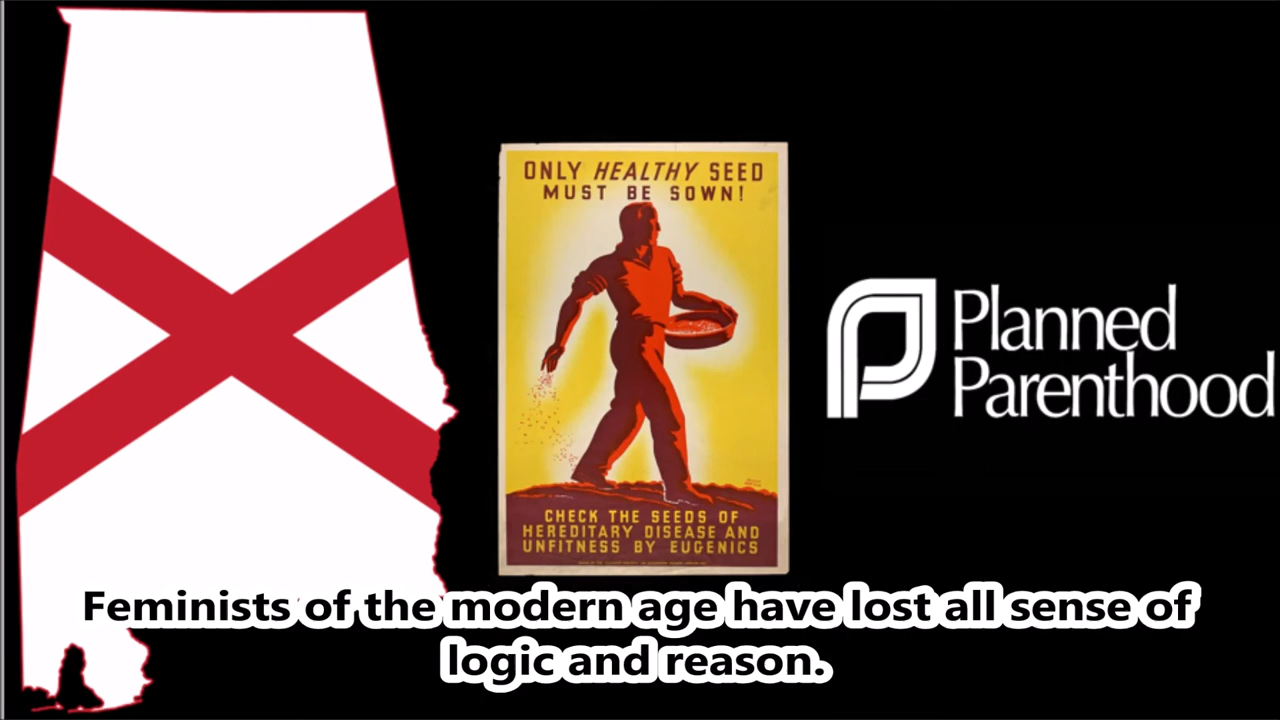 ONLY HEALTHY SEED
MUST BE SOWN!
CHECK THE SEEDS OF
HEREDITARY DISEASE AND
UNFITNESS BY EUGENICS
Planned
Parenthood
Feminists of the modern age have lost all sense of
logic and reason.